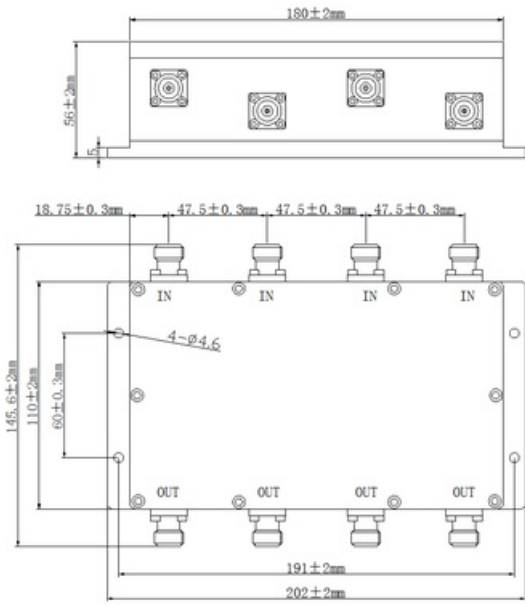 180±2mm
56±2mm
5
18.75±0.3mm 47.5±0.3mm 47.5±0.3mm 47.5±0.3mm
IN IN IN IN
4-Ø4.6
145.6±2mm
110±2mm
60±0.3mm
OUT OUT OUT OUT
191±2mm
202±2mm